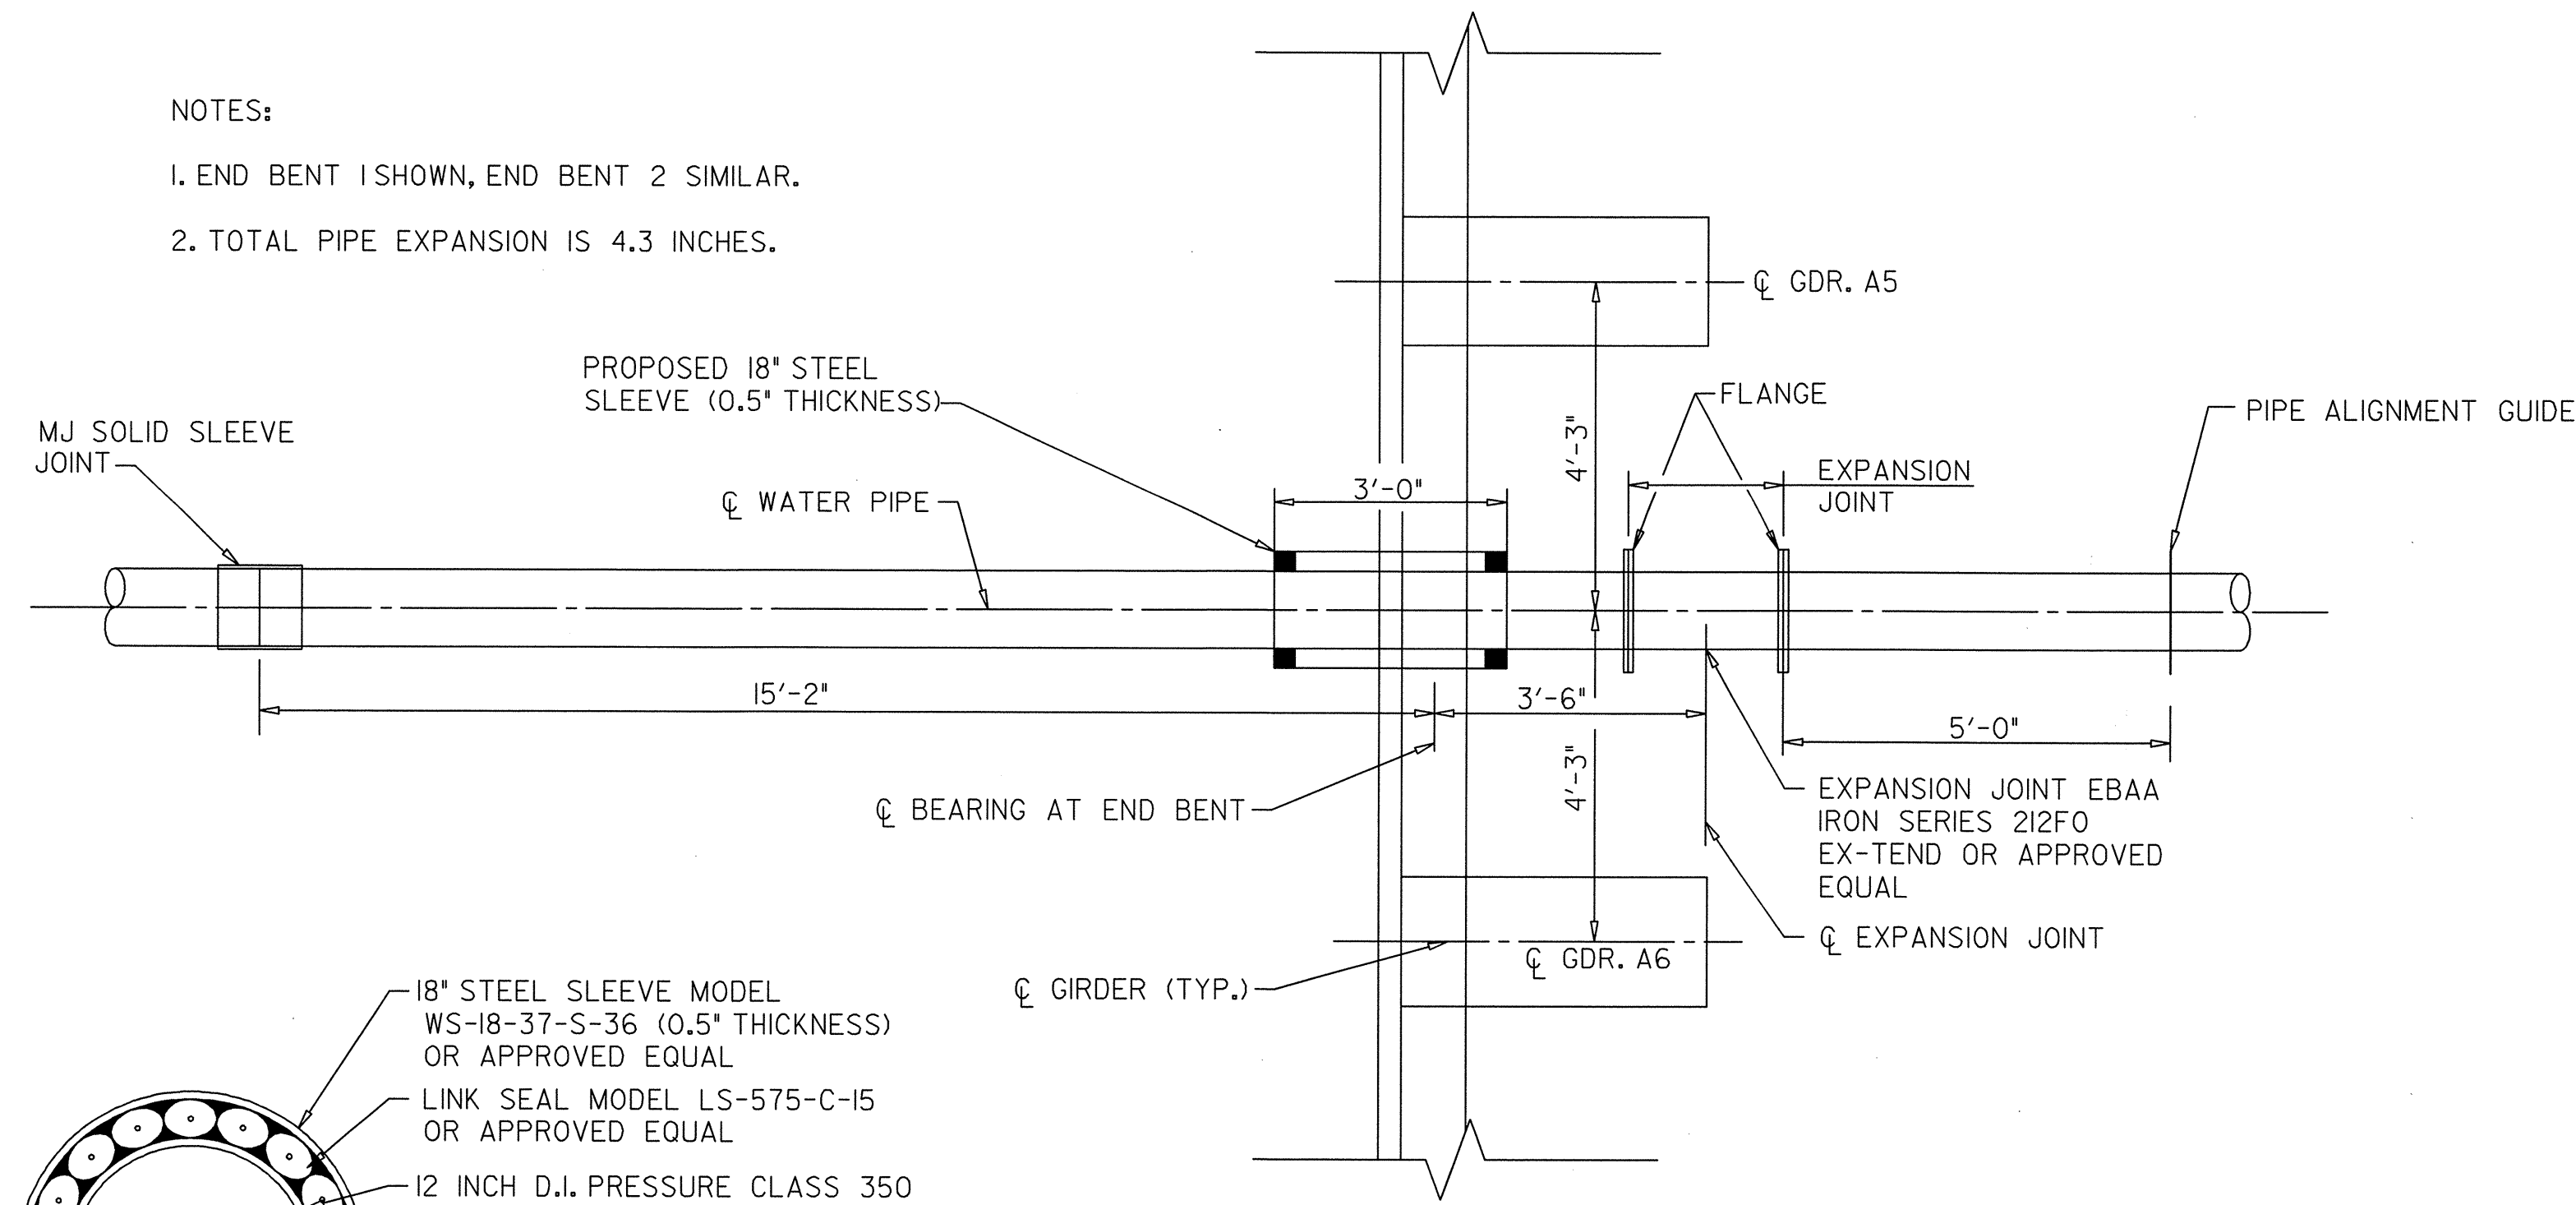 NOTES:
1. END BENT 1 SHOWN, END BENT 2 SIMILAR.
2. TOTAL PIPE EXPANSION IS 4.3 INCHES.
℄ GDR. A5
PROPOSED 18" STEEL
SLEEVE (0.5" THICKNESS)
FLANGE
PIPE ALIGNMENT GUIDE
MJ SOLID SLEEVE
JOINT
4'-3"
EXPANSION
JOINT
3'-0"
℄ WATER PIPE
15'-2"
3'-6"
5'-0"
4'-3"
℄ BEARING AT END BENT
EXPANSION JOINT EBAA
IRON SERIES 212FO
EX-TEND OR APPROVED
EQUAL
℄ EXPANSION JOINT
℄ GDR. A6
℄ GIRDER (TYP.)
18" STEEL SLEEVE MODEL
WS-18-37-S-36 (0.5" THICKNESS)
OR APPROVED EQUAL
LINK SEAL MODEL LS-575-C-15
OR APPROVED EQUAL
12 INCH D.I. PRESSURE CLASS 350